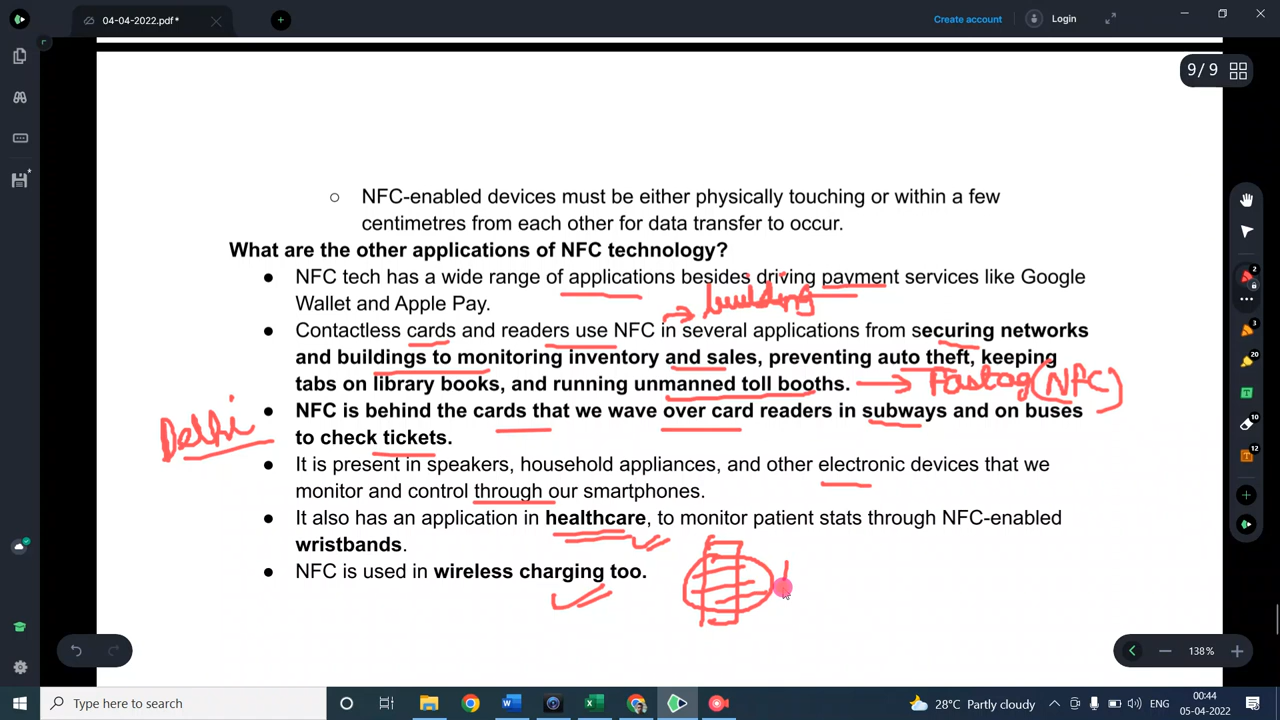 04-04-2022.pdf*
Create account
Login
9/ 9
○ NFC-enabled devices must be either physically touching or within a few
centimetres from each other for data transfer to occur.
What are the other applications of NFC technology?
● NFC tech has a wide range of applications besides driving payment services like Google
Wallet and Apple Pay.
building
● Contactless cards and readers use NFC in several applications from securing networks
and buildings to monitoring inventory and sales, preventing auto theft, keeping
tabs on library books, and running unmanned toll booths.
Fastag (NFC)
Delhi
● NFC is behind the cards that we wave over card readers in subways and on buses
to check tickets.
● It is present in speakers, household appliances, and other electronic devices that we
monitor and control through our smartphones.
● It also has an application in healthcare, to monitor patient stats through NFC-enabled
wristbands.
● NFC is used in wireless charging too.
138%
Type here to search
28°C Partly cloudy
ENG
00:44
05-04-2022